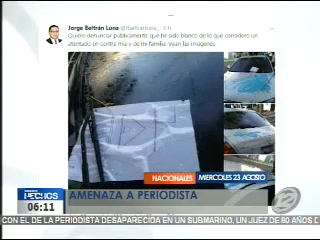 Jorge Beltrán Luna
@jbeltranluna_ · 3 h
Quiero denunciar públicamente que he sido blanco de lo que considero un
atentado en contra mía y de mi familia. Vean las imágenes
NACIONALES MIERCOLES 23 AGOSTO
HECHOS
AMENAZA A PERIODISTA
06:11
CON EL DE LA PERIODISTA DESAPARECIDA EN UN SUBMARINO, UN JUEZ DE 80 AÑOS D